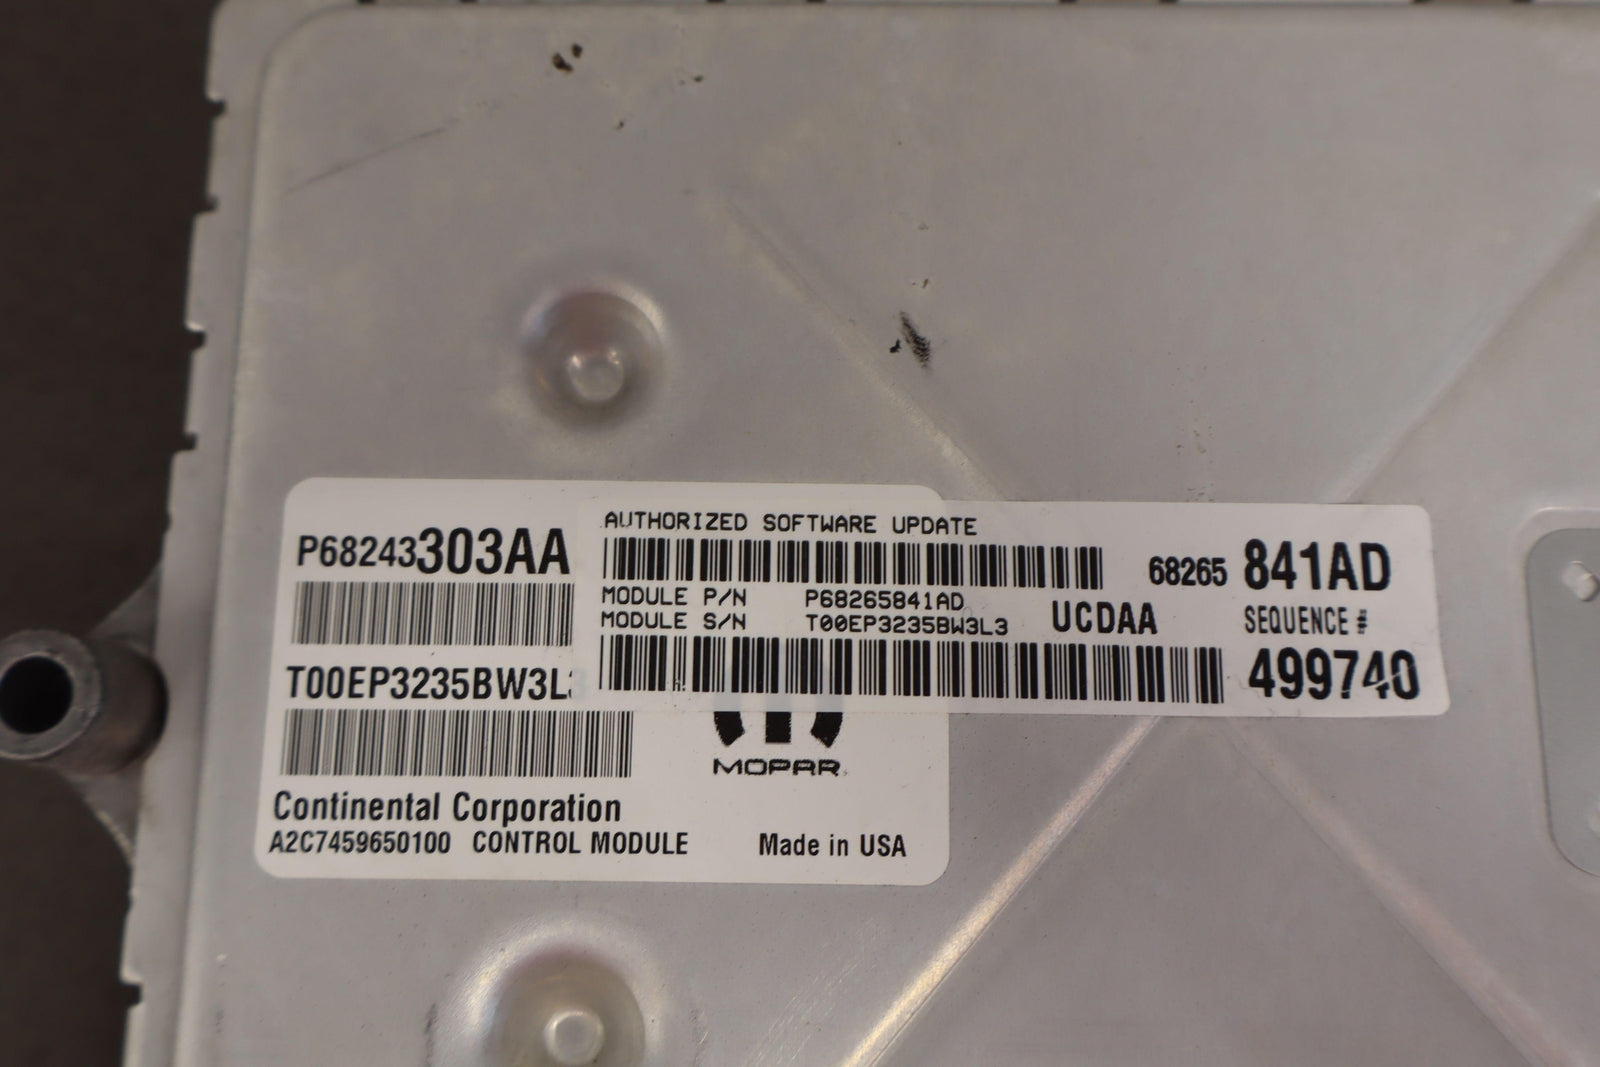 P68243303AA
T00EP3235BW3L3
MOPAR
Continental Corporation
A2C7459650100 CONTROL MODULE Made in USA
AUTHORIZED SOFTWARE UPDATE
68265 841AD
MODULE P/N P68265841AD
MODULE S/N T00EP3235BW3L3
UCDAA
SEQUENCE #
499740